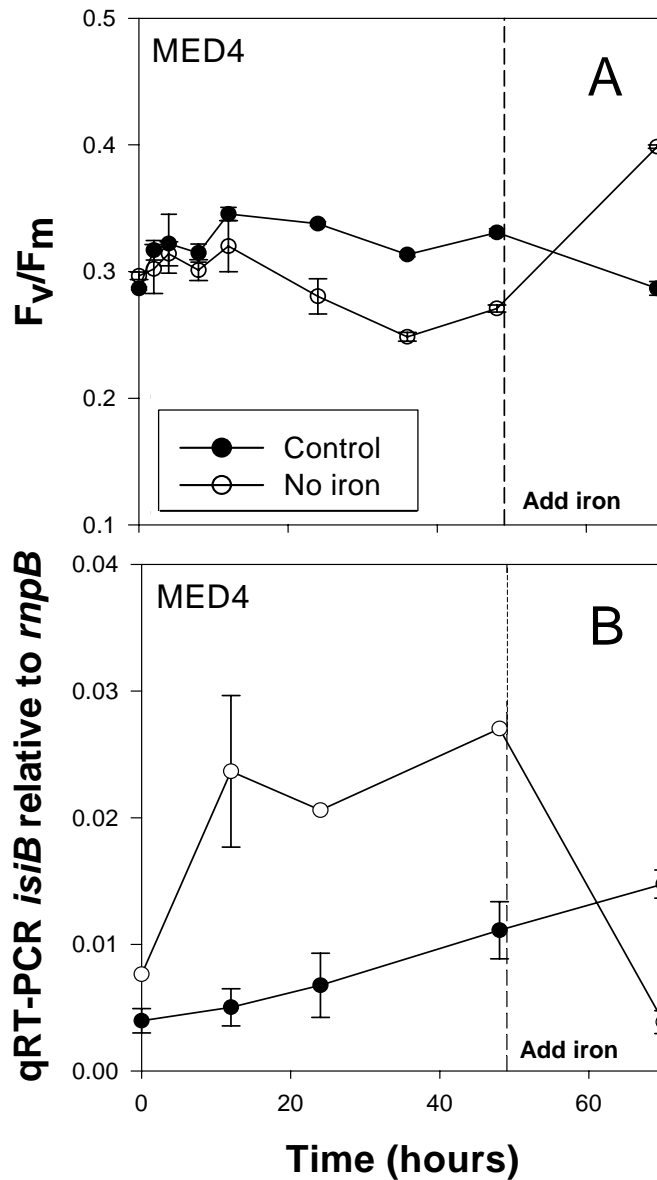 0.5
MED4
A
0.4
0.3
0.2
0.1
Fv/Fm
Control
No iron
Add iron
0.04
MED4
B
0.03
0.02
0.01
0.00
qRT-PCR isiB relative to rnpB
Add iron
0 20 40 60
Time (hours)